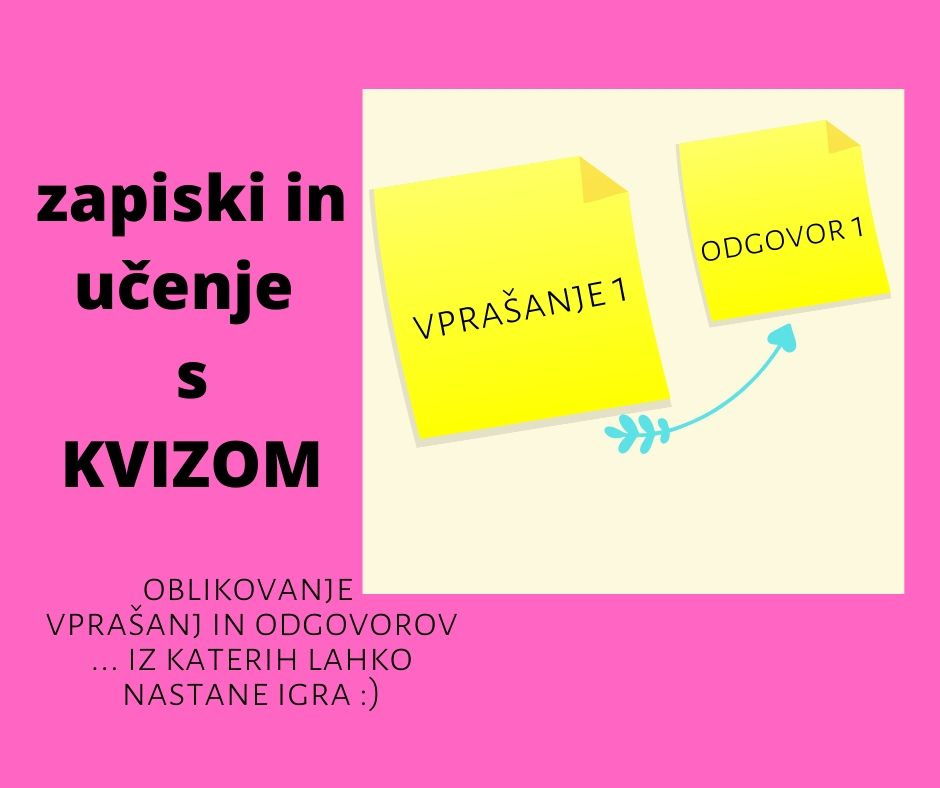 zapiski in
učenje
s
KVIZOM
VPRAŠANJE 1
ODGOVOR 1
OBLIKOVANJE
VPRAŠANJ IN ODGOVOROV
... IZ KATERIH LAHKO
NASTANE IGRA :)